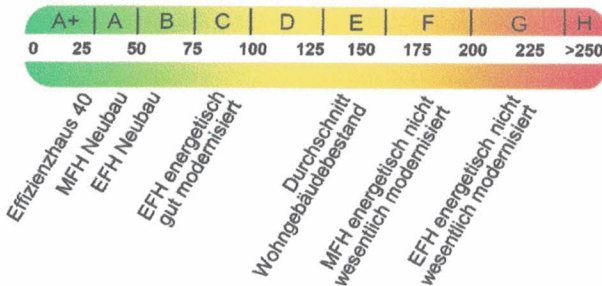 A+ A B C D E F G H
0 25 50 75 100 125 150 175 200 225 >250
Effizienzhaus 40
MFH Neubau
EFH Neubau
EFH energetisch
gut modernisiert
Durchschnitt
Wohngebäudebestand
MFH energetisch nicht
wesentlich modernisiert
EFH energetisch nicht
wesentlich modernisiert